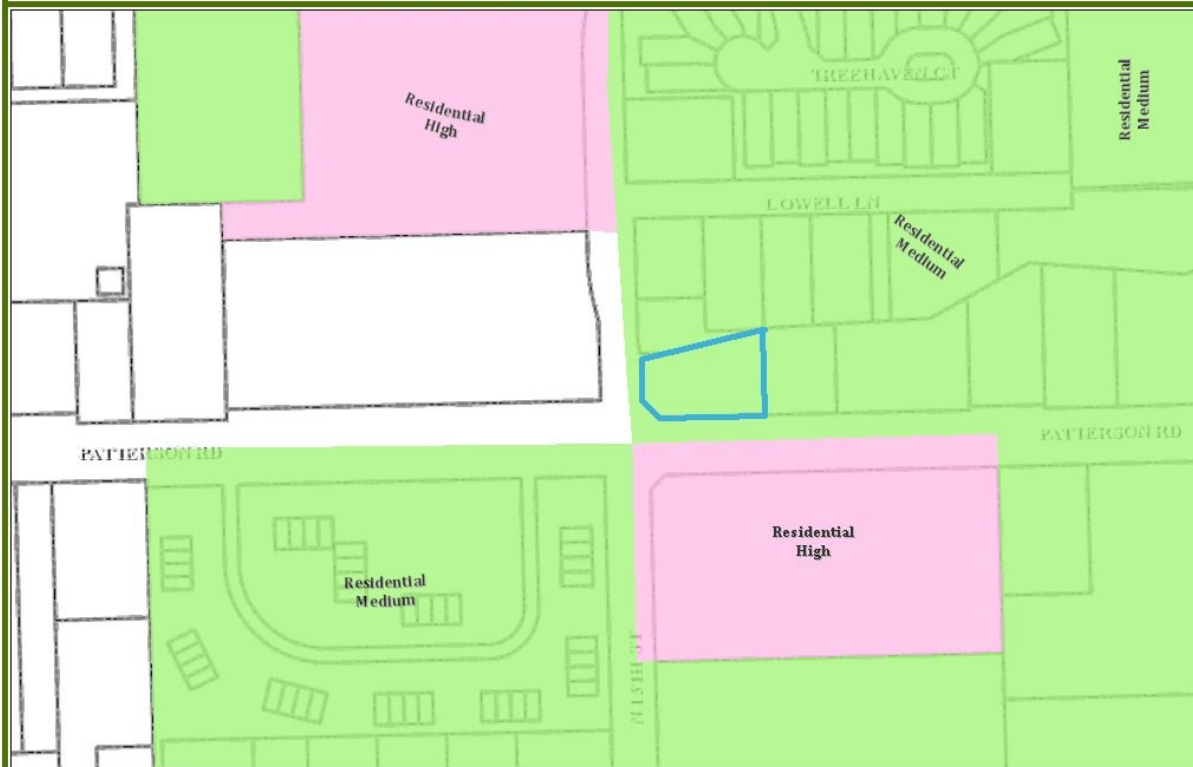 TREEHAVEN CT
Residential
High
Residential
Medium
LOWELL LN
Residential
Medium
PATTERSON RD
PATTERSON RD
Residential
High
Residential
Medium
N 15TH ST